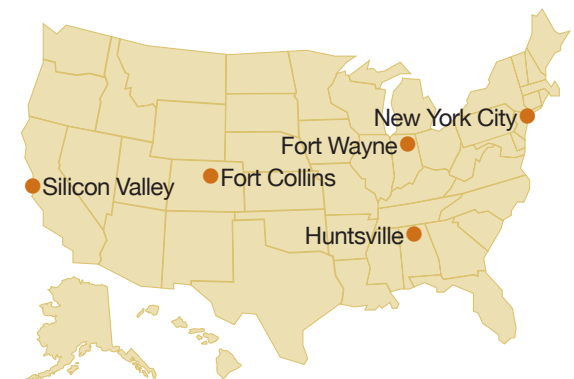 New York City
Fort Wayne
Fort Collins
Silicon Valley
Huntsville